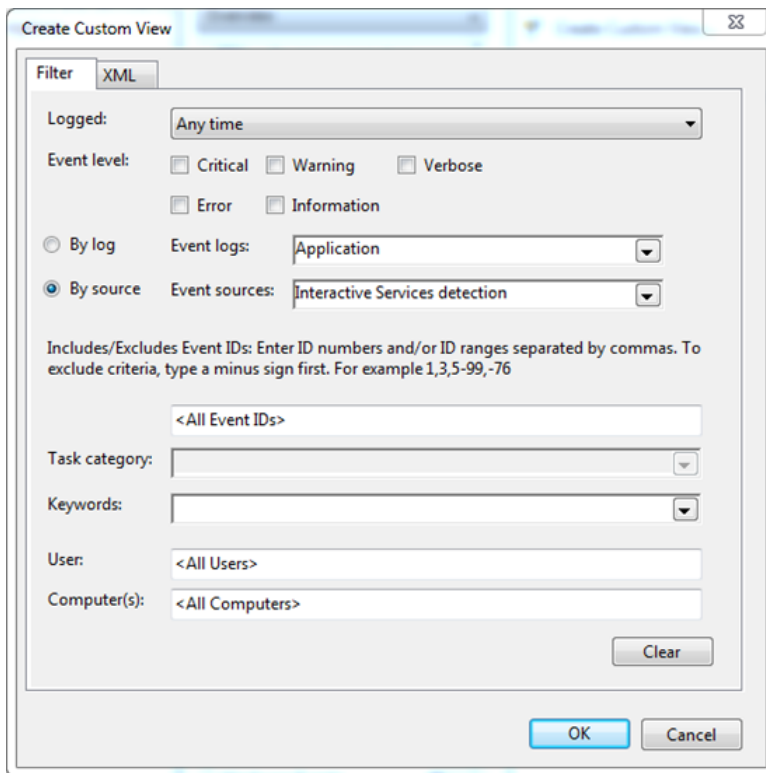 Create Custom View
Filter XML
Logged: Any time
Event level: Critical Warning Verbose
Error Information
By log Event logs: Application
By source Event sources: Interactive Services detection
Includes/Excludes Event IDs: Enter ID numbers and/or ID ranges separated by commas. To
exclude criteria, type a minus sign first. For example 1,3,5-99,-76
<All Event IDs>
Task category:
Keywords:
User: <All Users>
Computer(s): <All Computers>
Clear
OK Cancel